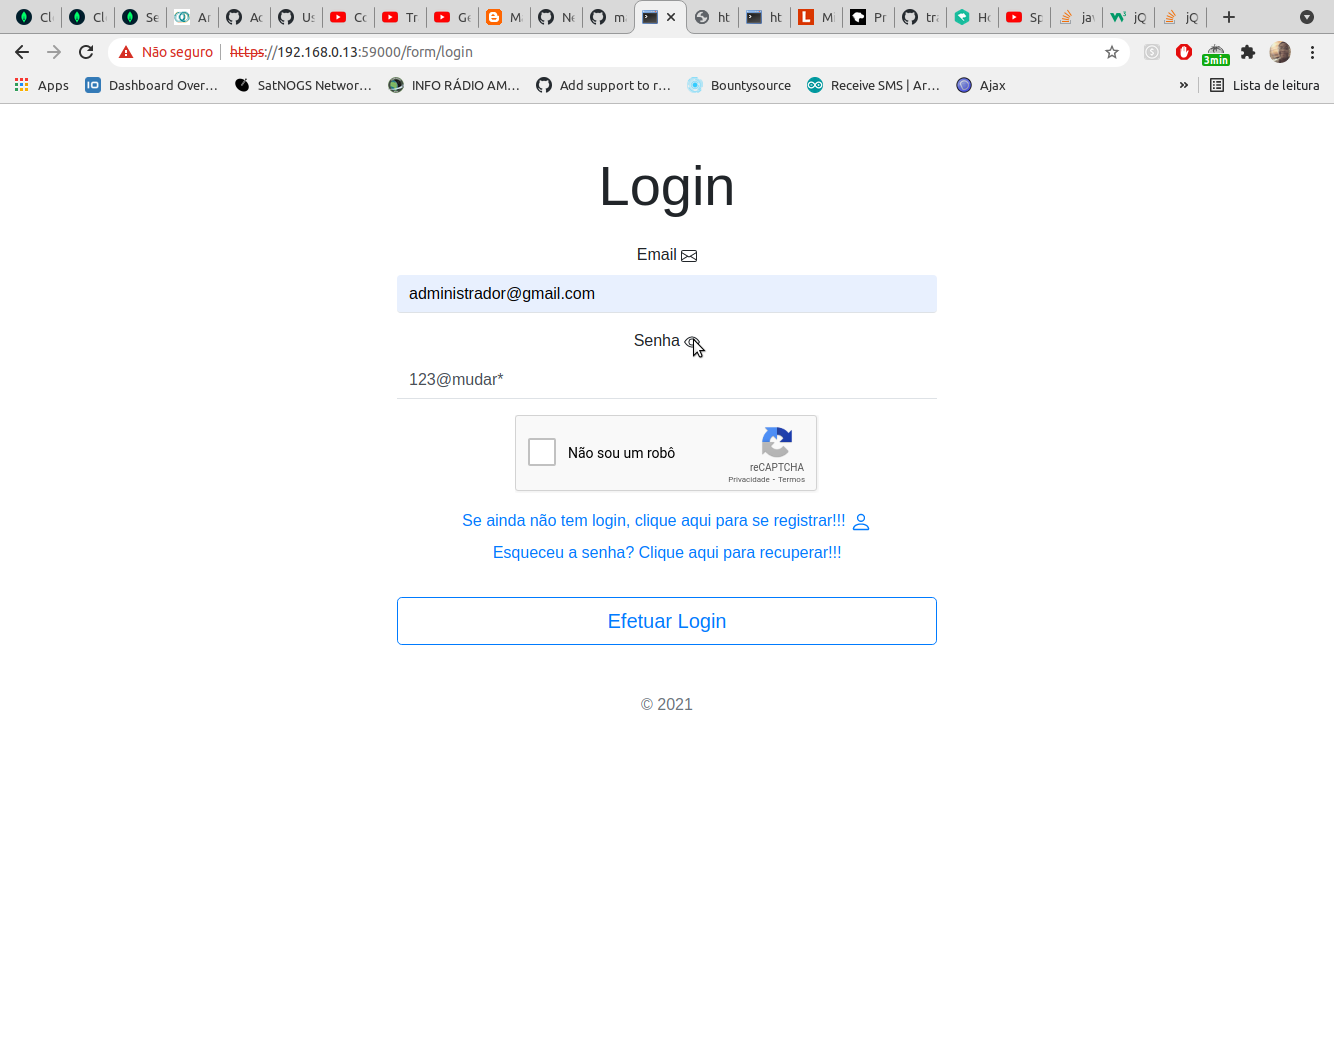 Cl Cl Se Ar Ac Us Co Tr Ge M Ne m ht ht M Pr tra Ho Sp jav jQ jQ
Não seguro https://192.168.0.13:59000/form/login 3min
Apps Dashboard Over… SatNOGS Networ… INFO RÁDIO AM… Add support to r… Bountysource Receive SMS | Ar… Ajax » Lista de leitura
Login
Email
administrador@gmail.com
Senha
123@mudar*
Não sou um robô
reCAPTCHA
Privacidade - Termos
Se ainda não tem login, clique aqui para se registrar!!!
Esqueceu a senha? Clique aqui para recuperar!!!
Efetuar Login
© 2021